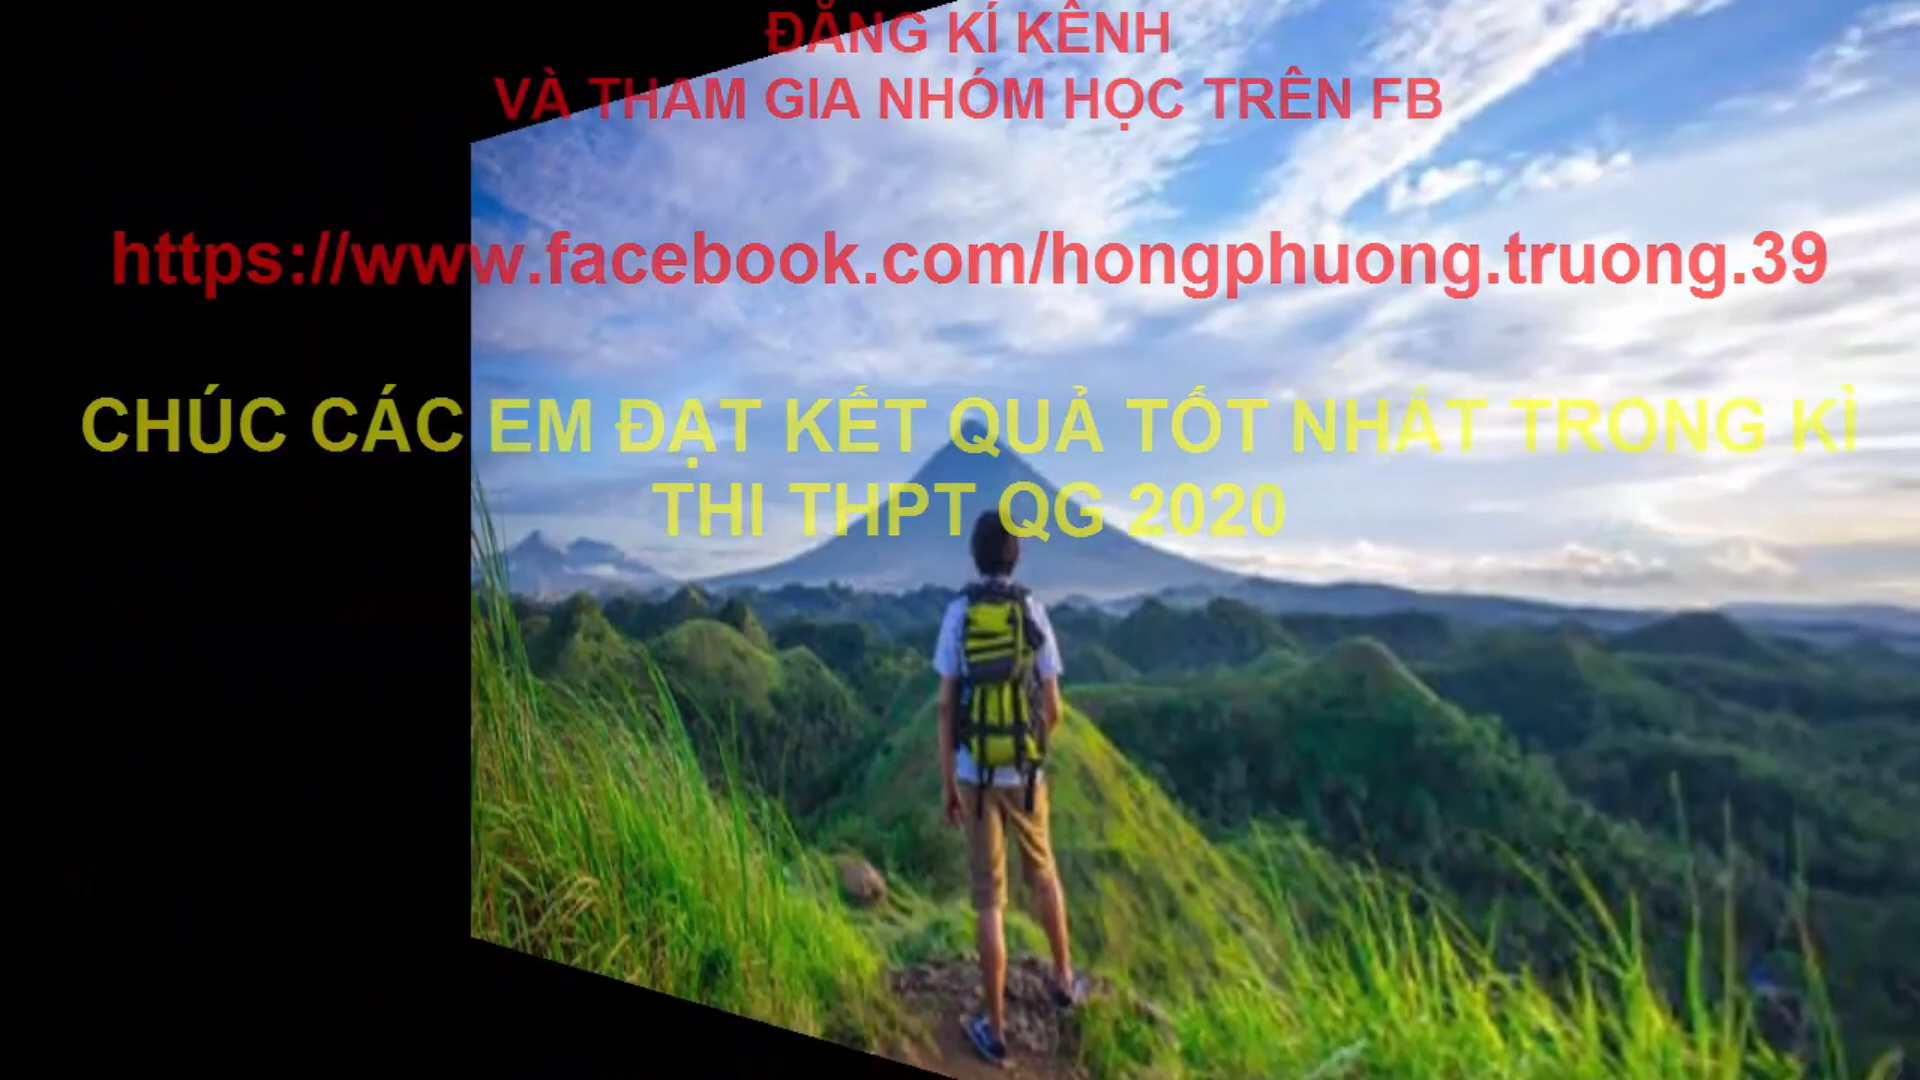 ĐĂNG KÍ KÊNH
VÀ THAM GIA NHÓM HỌC TRÊN FB
https://www.facebook.com/hongphuong.truong.39
CHÚC CÁC EM ĐẠT KẾT QUẢ TỐT NHẤT TRONG KÌ
THI THPT QG 2020